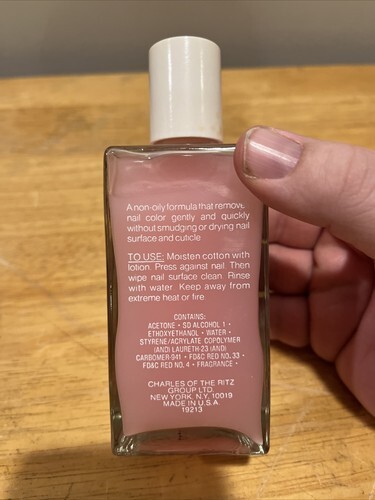 A non-oily formula that removes
nail color gently and quickly
without smudging or drying nail
surface and cuticle
TO USE: Moisten cotton with
lotion. Press against nail. Then
wipe nail surface clean. Rinse
with water. Keep away from
extreme heat or fire.
CONTAINS:
ACETONE • SD ALCOHOL 1 •
ETHOXYETHANOL • WATER •
STYRENE/ACRYLATE COPOLYMER
(AND) LAURETH-23 (AND)
CARBOMER-941 • FD&C RED NO. 33 •
FD&C RED NO. 4 • FRAGRANCE •
CHARLES OF THE RITZ
GROUP LTD.
NEW YORK, N.Y. 10019
MADE IN U.S.A.
19213